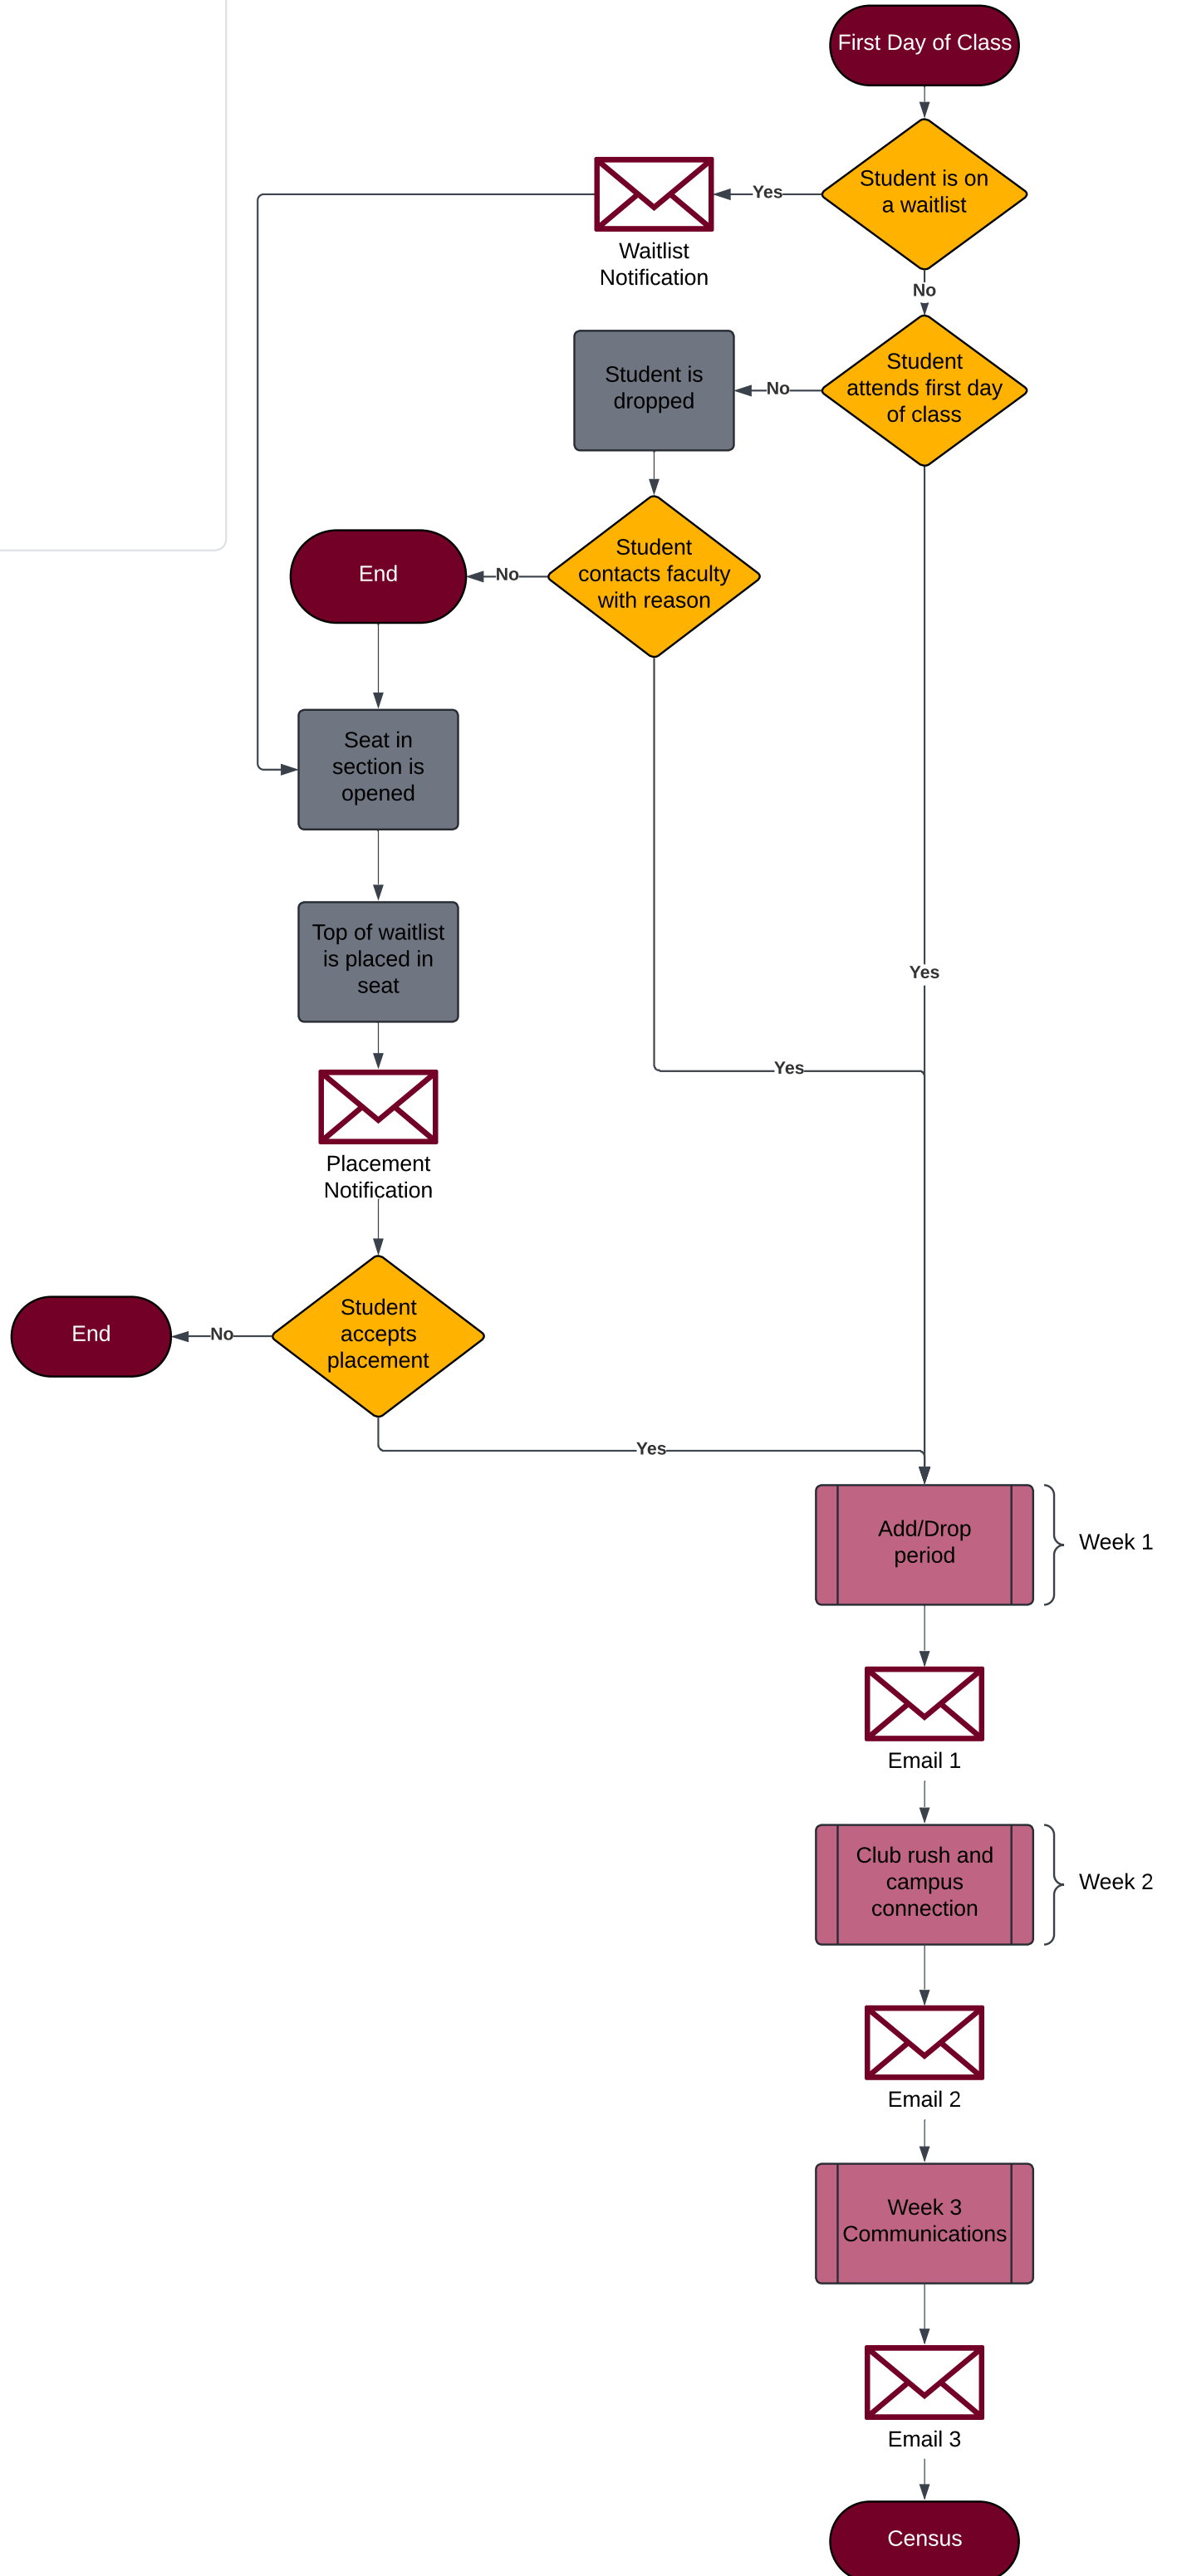 First Day of Class
Student is on
a waitlist
Yes
Waitlist
Notification
No
Student
attends first day
of class
No
Student is
dropped
Student
contacts faculty
with reason
No
End
Seat in
section is
opened
Top of waitlist
is placed in
seat
Yes
Yes
Placement
Notification
Student
accepts
placement
No
End
Yes
Add/Drop
period
Week 1
Email 1
Club rush and
campus
connection
Week 2
Email 2
Week 3
Communications
Email 3
Census